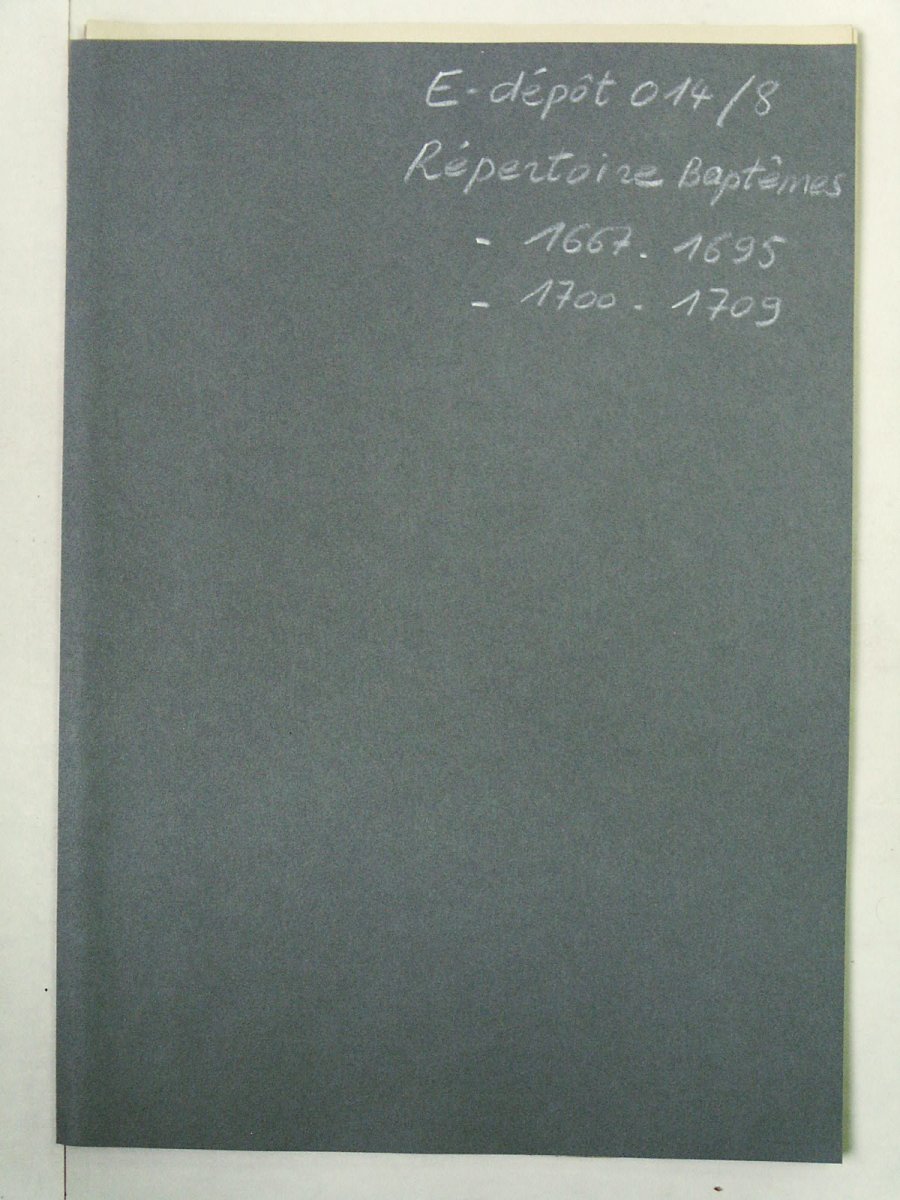 E-dépôt 014/8
Répertoire Baptêmes
- 1667-1695
- 1700-1709